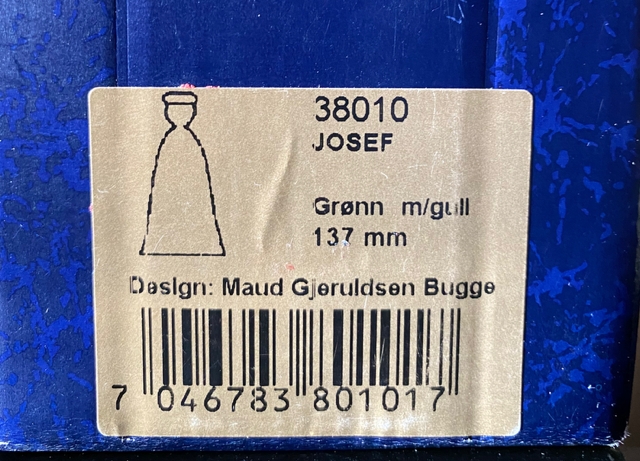 38010
JOSEF
Grønn m/gull
137 mm
Design: Maud Gjeruldsen Bugge
7 046783 801017